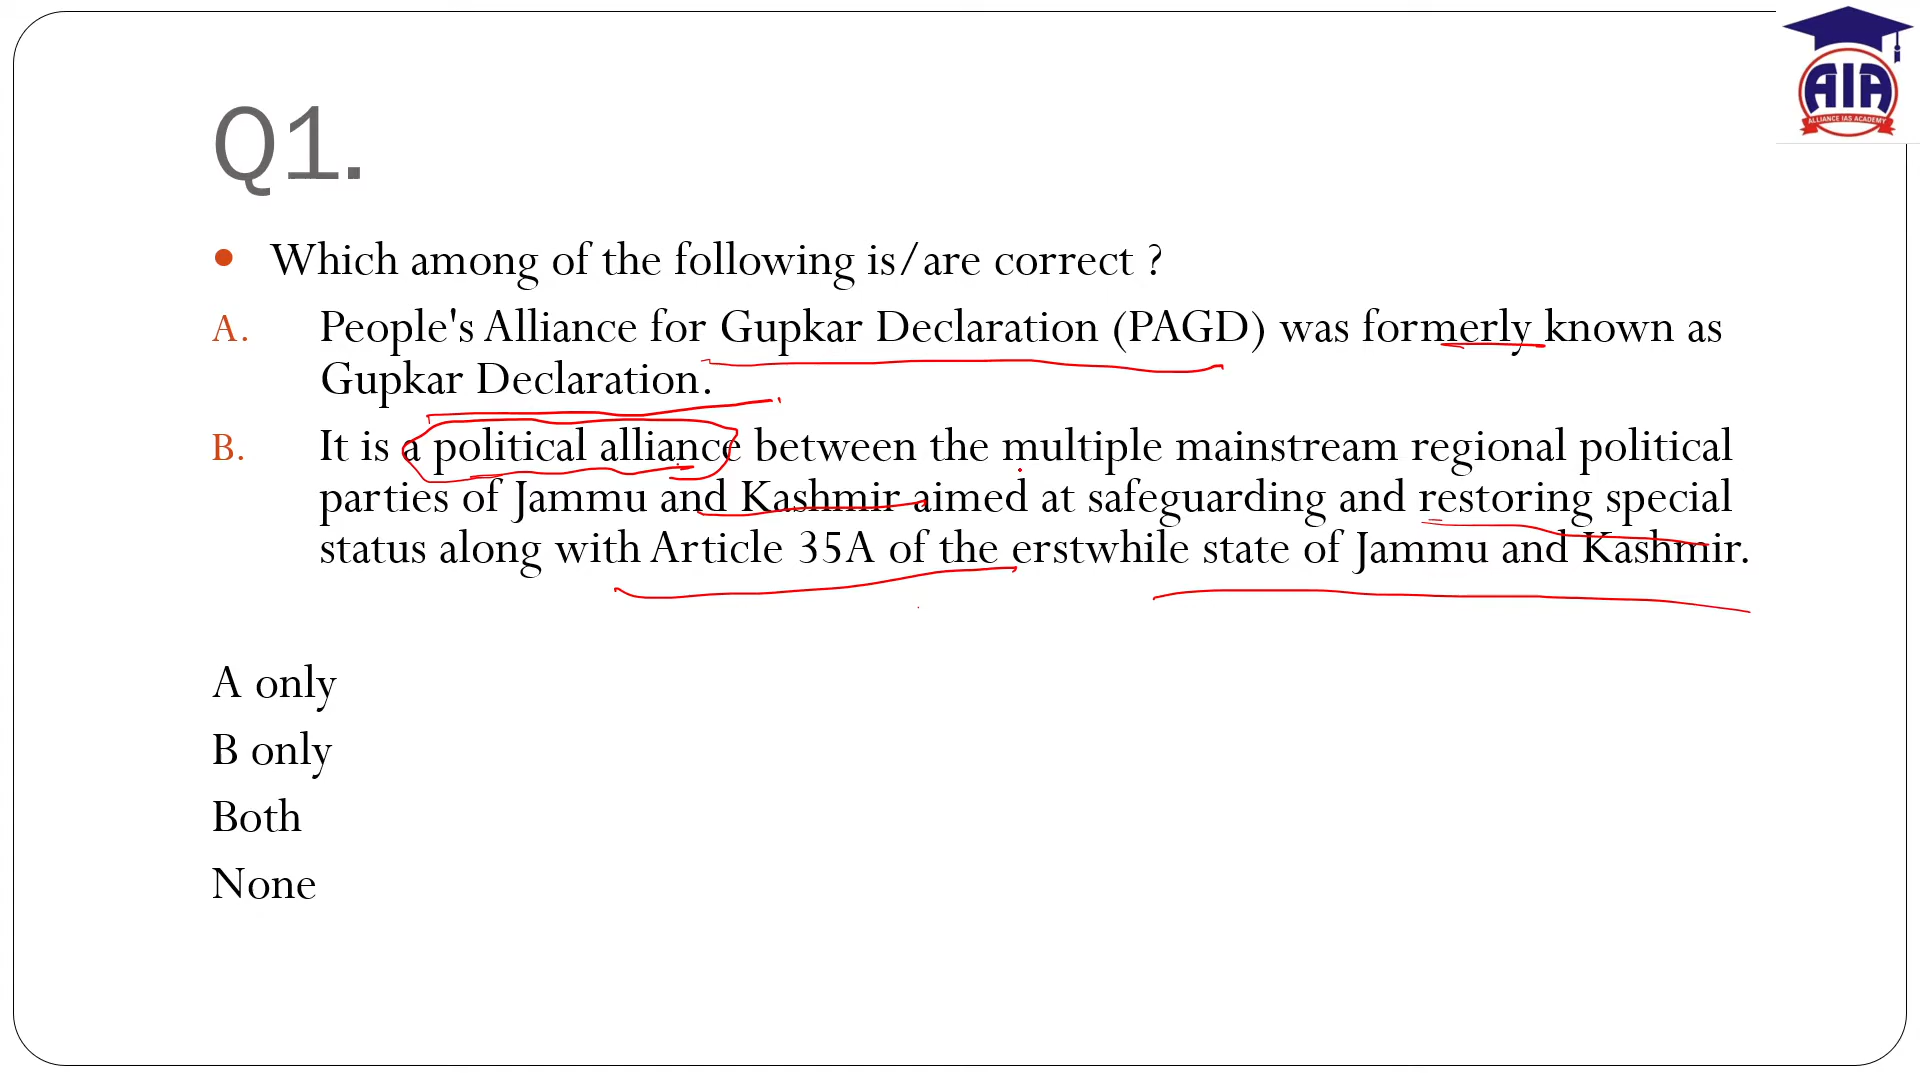 AIA
ALLIANCE IAS ACADEMY
Q1.
• Which among of the following is/are correct ?
A. People's Alliance for Gupkar Declaration (PAGD) was formerly known as
Gupkar Declaration.
B. It is a political alliance between the multiple mainstream regional political
parties of Jammu and Kashmir aimed at safeguarding and restoring special
status along with Article 35A of the erstwhile state of Jammu and Kashmir.
A only
B only
Both
None